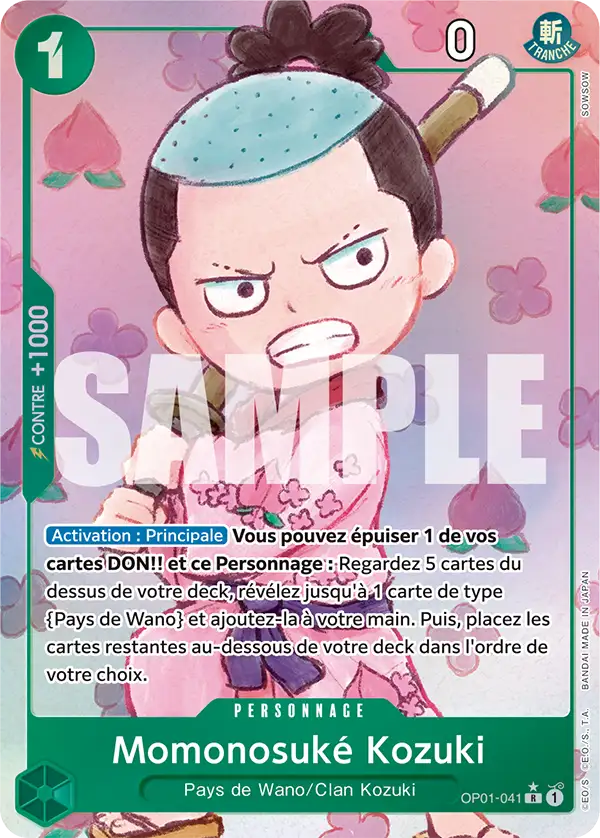 1
0
斬
TRANCHE
SOWSOW
CONTRE +1000
SAMPLE
Activation : Principale Vous pouvez épuiser 1 de vos
cartes DON!! et ce Personnage : Regardez 5 cartes du
dessus de votre deck, révélez jusqu'à 1 carte de type
{Pays de Wano} et ajoutez-la à votre main. Puis, placez les
cartes restantes au-dessous de votre deck dans l'ordre de
votre choix.
©E.O/S ©E.O./S.,T.A. BANDAI MADE IN JAPAN
PERSONNAGE
Momonosuké Kozuki
Pays de Wano/Clan Kozuki
OP01-041 R 1